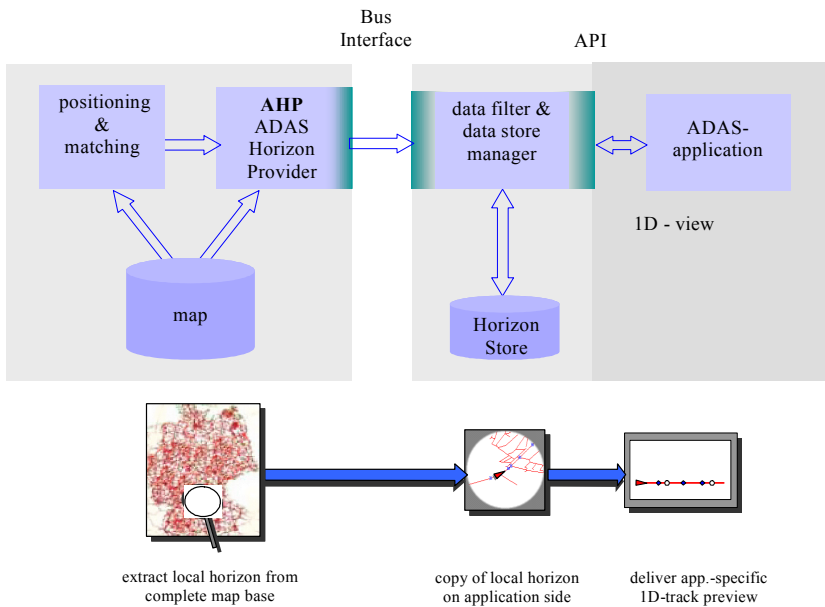 Bus
Interface
API
positioning
&
matching
AHP
ADAS
Horizon
Provider
data filter &
data store
manager
ADAS-
application
1D - view
map
Horizon
Store
extract local horizon from
complete map base
copy of local horizon
on application side
deliver app.-specific
1D-track preview